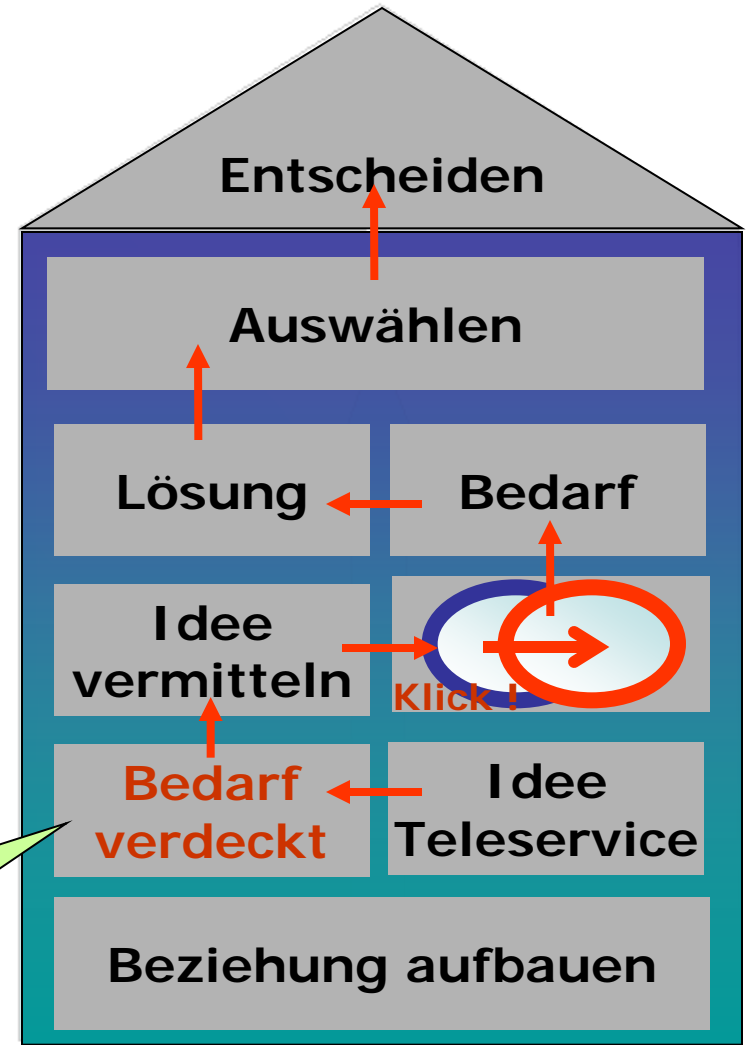 Entscheiden
Auswählen
Lösung
Bedarf
Idee
vermitteln
Klick !
Bedarf
verdeckt
Idee
Teleservice
Beziehung aufbauen